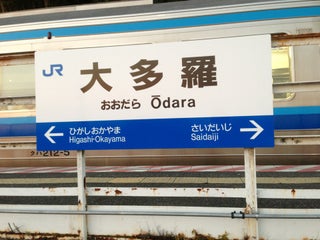 JR
大多羅
おおだら Ōdara
ひがしおかやま
Higashi-Okayama
さいだいじ
Saidaiji